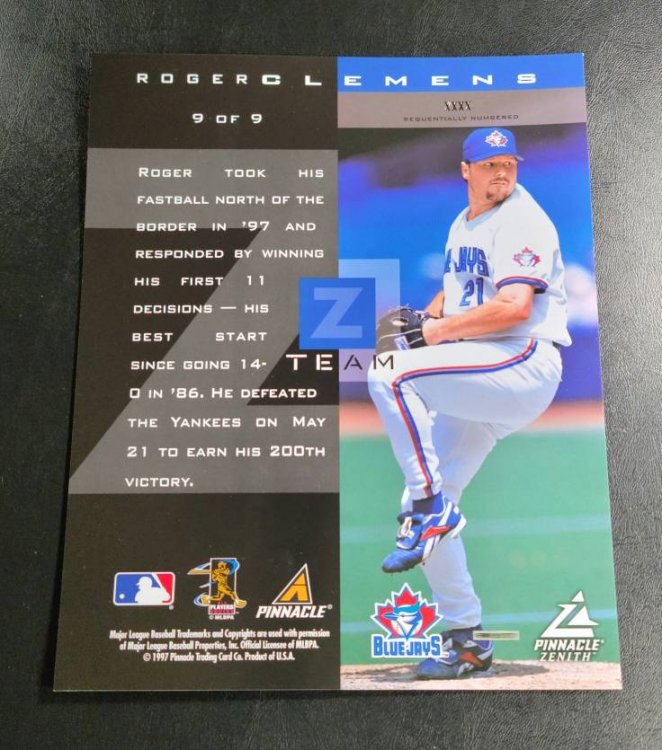 ROGER CLEMENS
9 OF 9
XXXX
SEQUENTIALLY NUMBERED
ROGER TOOK HIS
FASTBALL NORTH OF THE
BORDER IN '97 AND
RESPONDED BY WINNING
HIS FIRST 11
DECISIONS — HIS
BEST START
SINCE GOING 14-
0 IN '86. HE DEFEATED
THE YANKEES ON MAY
21 TO EARN HIS 200TH
VICTORY.
Z
TEAM
JAYS
21
PLAYERS
© MLBPA
PINNACLE
BLUE JAYS
PINNACLE
ZENITH
Major League Baseball Trademarks and Copyrights are used with permission
of Major League Baseball Properties, Inc. Official Licensee of MLBPA.
© 1997 Pinnacle Trading Card Co. Product of U.S.A.